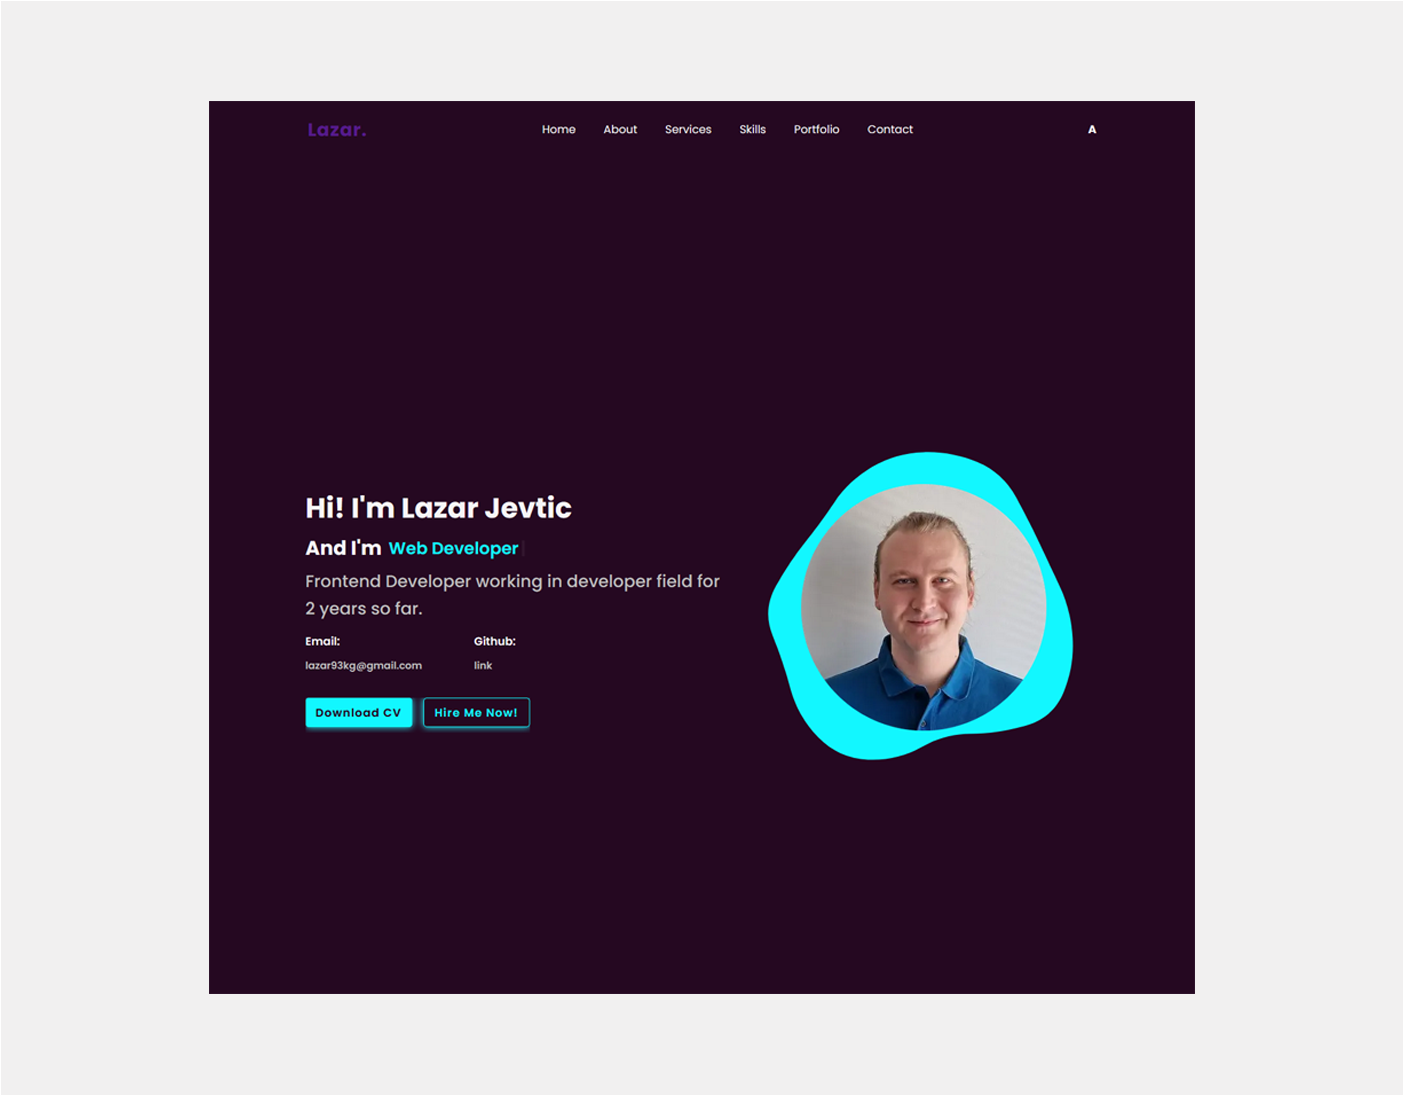 Lazar.
Home About Services Skills Portfolio Contact
A
Hi! I'm Lazar Jevtic
And I'm Web Developer
Frontend Developer working in developer field for
2 years so far.
Email: Github:
lazar93kg@gmail.com link
Download CV Hire Me Now!